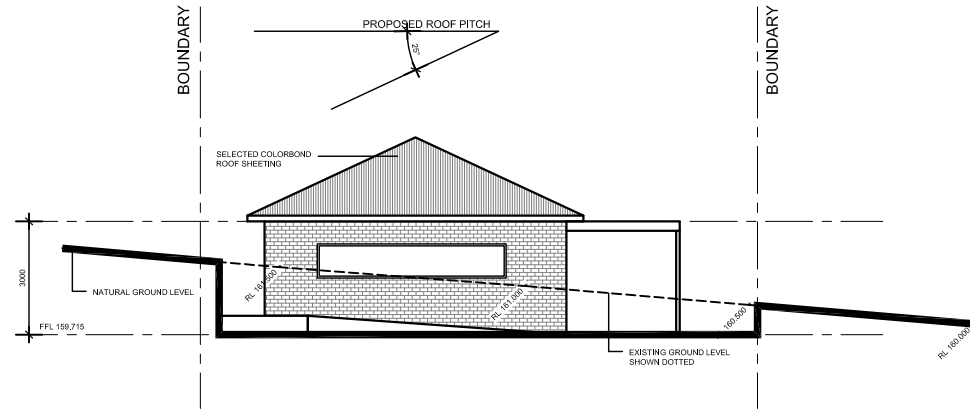 BOUNDARY
PROPOSED ROOF PITCH
BOUNDARY
25°
SELECTED COLORBOND
ROOF SHEETING
3000
NATURAL GROUND LEVEL
RL 161.500
RL 161.000
160.500
FFL 159,715
EXISTING GROUND LEVEL
SHOWN DOTTED
RL 160.000